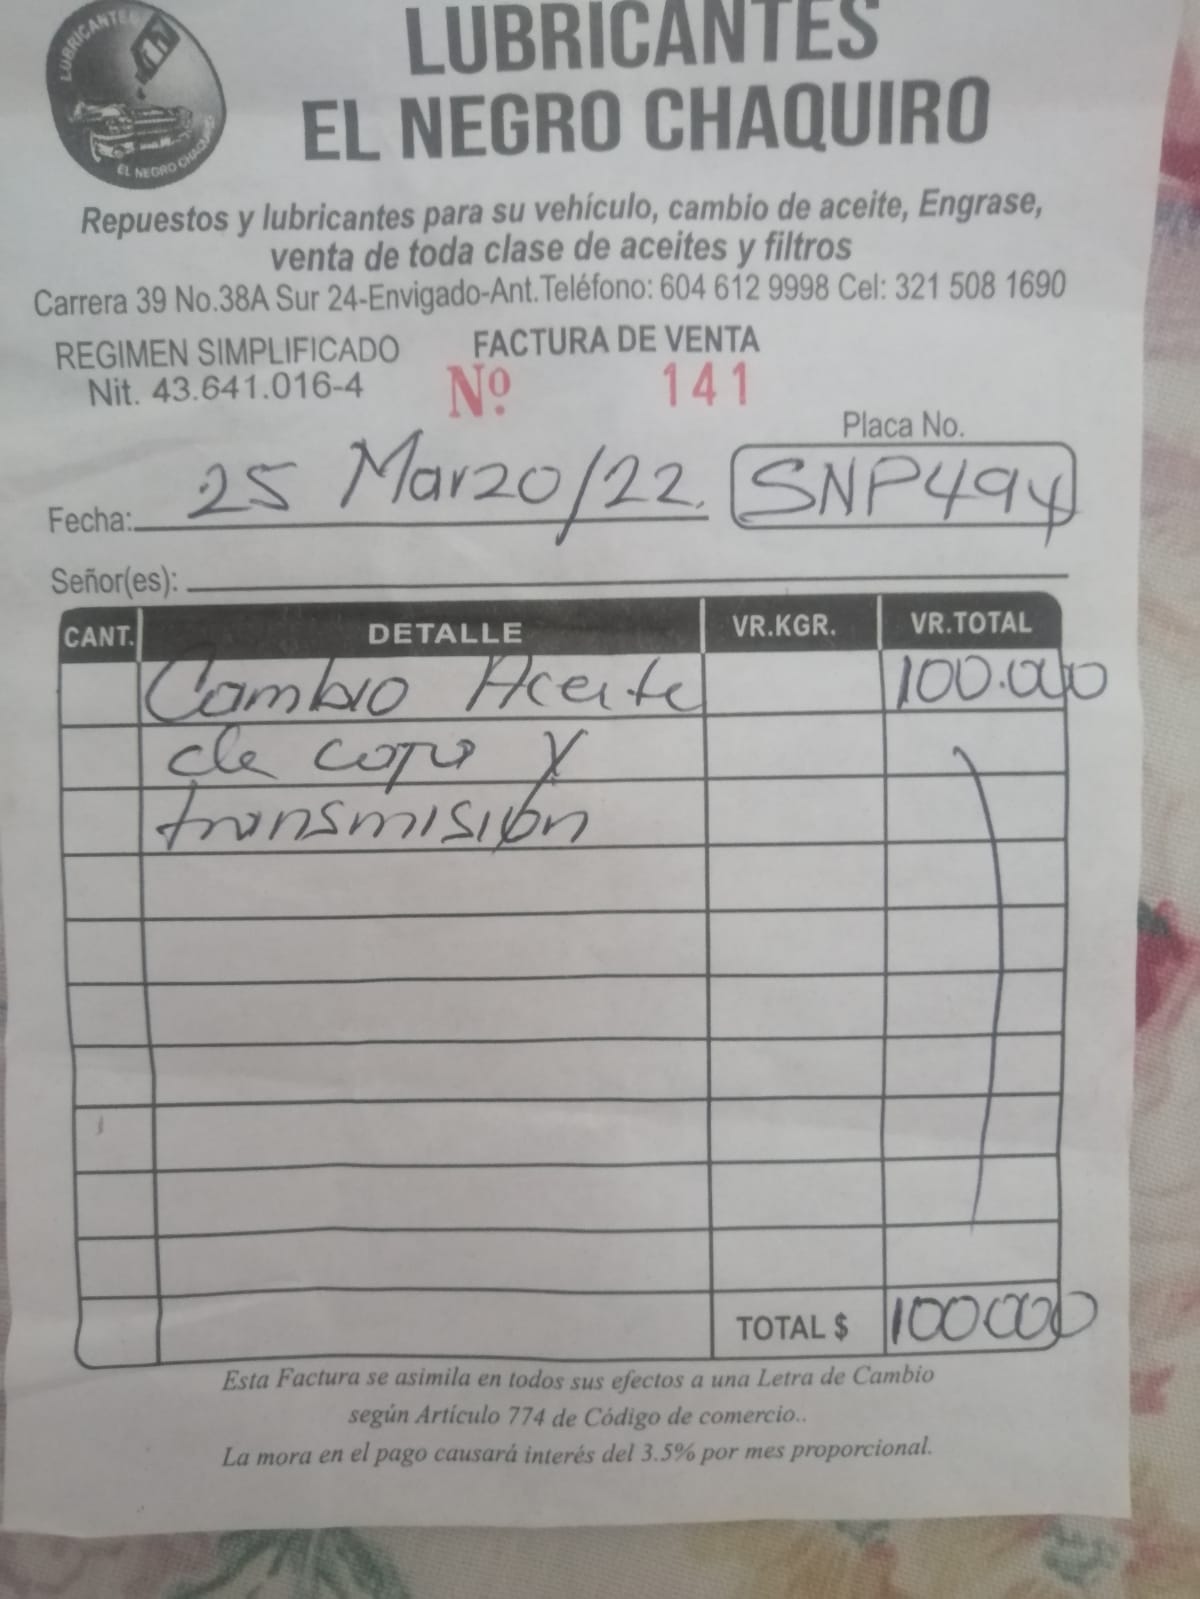 LUBRICANTES
EL NEGRO CHAQUIRO
LUBRICANTES
EL NEGRO CHAQUIRO
Repuestos y lubricantes para su vehículo, cambio de aceite, Engrase,
venta de toda clase de aceites y filtros
Carrera 39 No.38A Sur 24-Envigado-Ant. Teléfono: 604 612 9998 Cel: 321 508 1690
REGIMEN SIMPLIFICADO FACTURA DE VENTA
Nit. 43.641.016-4 Nº 141
Placa No.
Fecha: 25 Marzo/22. SNP494
Señor(es):
CANT. DETALLE VR.KGR. VR.TOTAL
Cambio Aceite 100.000
de copa y
transmisión
TOTAL $ 100000
Esta Factura se asimila en todos sus efectos a una Letra de Cambio
según Artículo 774 de Código de comercio..
La mora en el pago causará interés del 3.5% por mes proporcional.